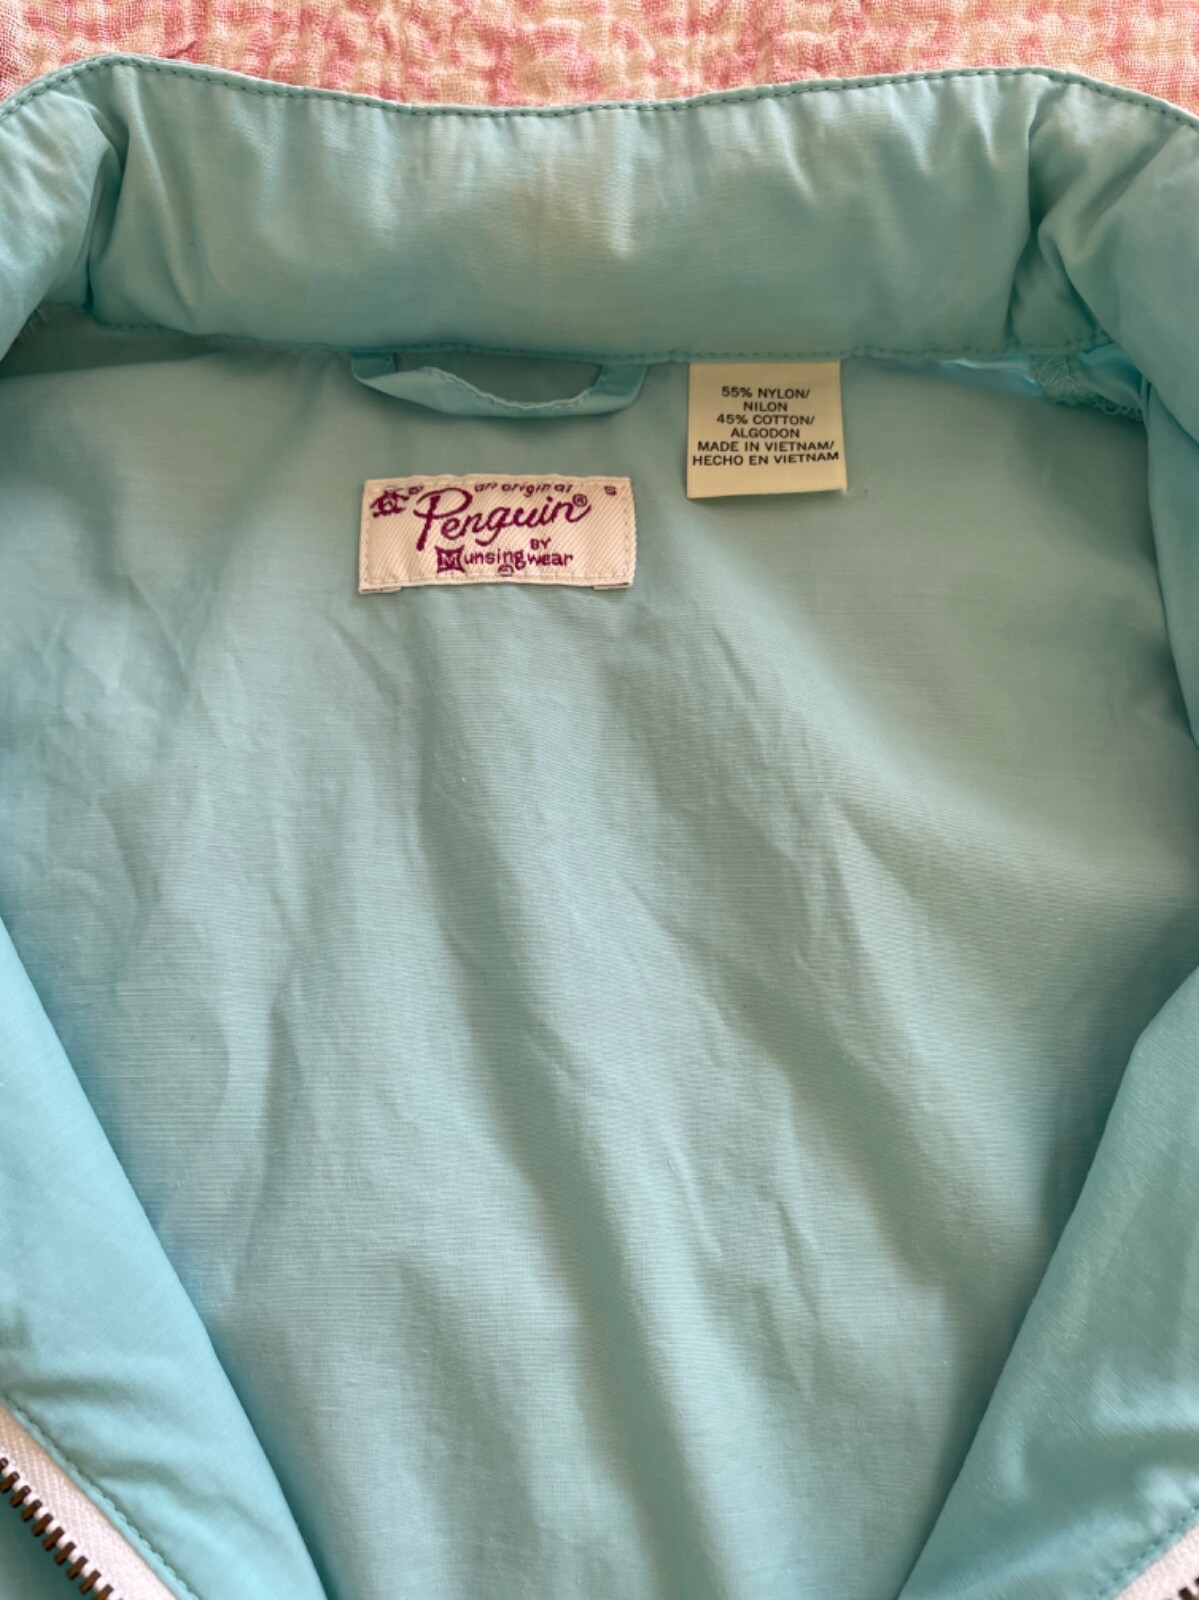 an original S
Penguin®
BY
Munsingwear
55% NYLON/
NILON
45% COTTON/
ALGODON
MADE IN VIETNAM/
HECHO EN VIETNAM